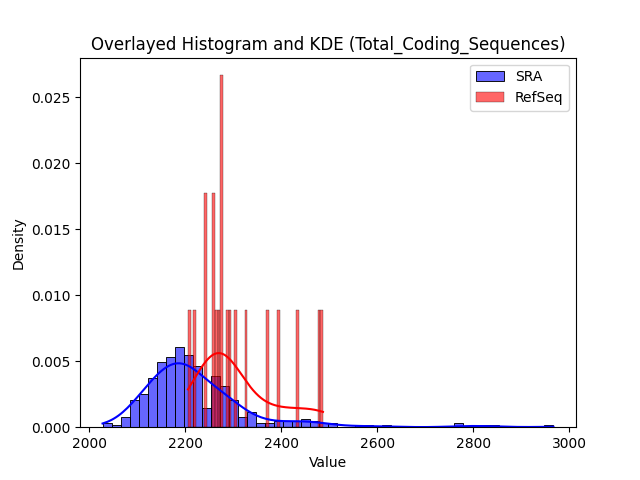 Overlayed Histogram and KDE (Total_Coding_Sequences)
SRA
RefSeq
0.025
0.020
0.015
0.010
0.005
0.000
Density
2000 2200 2400 2600 2800 3000
Value